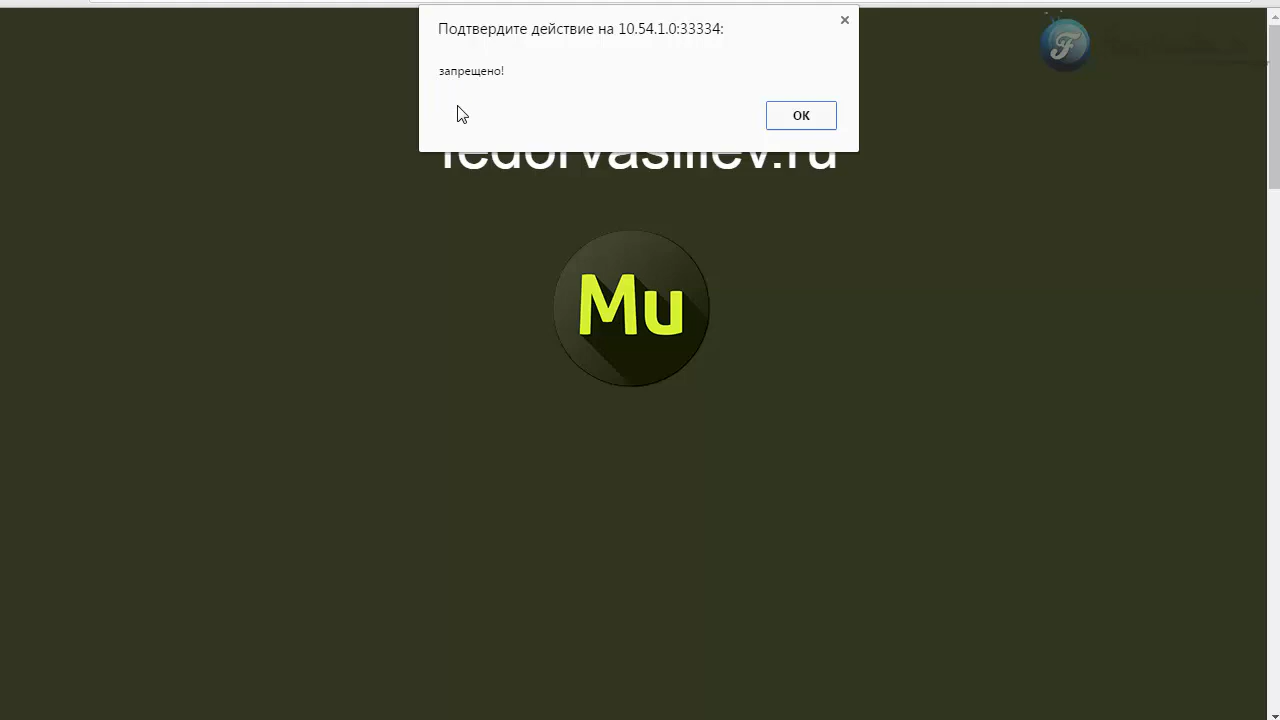 Подтвердите действие на 10.54.1.0:33334:
запрещено!
OK
fedorvasiliev.ru
Mu
F